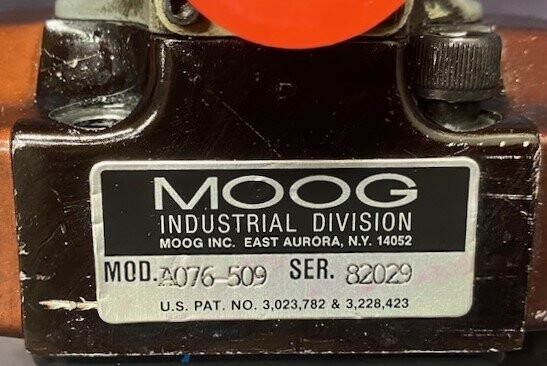 MOOG
INDUSTRIAL DIVISION
MOOG INC. EAST AURORA, N.Y. 14052
MOD. A076-509 SER. 82029
U.S. PAT. NO. 3,023,782 & 3,228,423